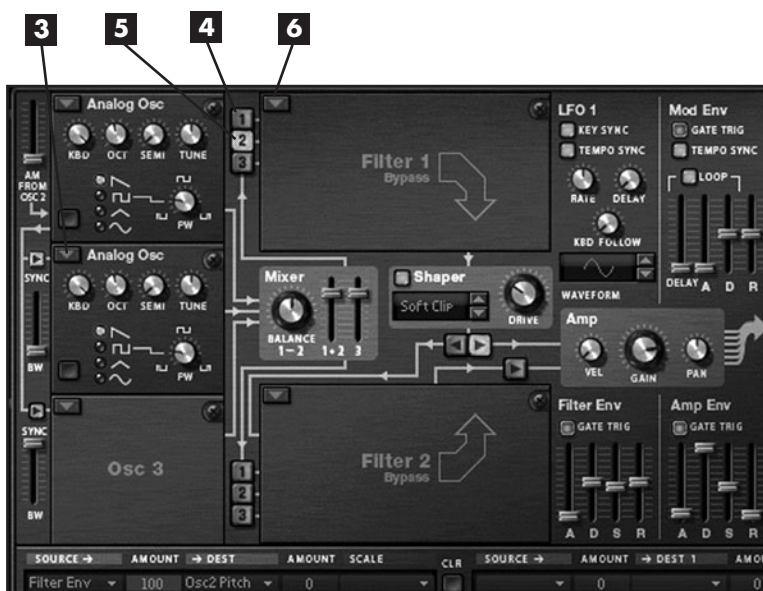 3 5 4 6
Analog Osc
KBD OCT SEMI TUNE
AM FROM OSC 2
PW
SYNC
BW
Analog Osc
KBD OCT SEMI TUNE
PW
SYNC
BW
Osc 3
1
2
3
Filter 1
Bypass
Mixer
BALANCE
1–2 1+2 3
Shaper
Soft Clip
DRIVE
1
2
3
Filter 2
Bypass
LFO 1
KEY SYNC
TEMPO SYNC
RATE DELAY
KBD FOLLOW
WAVEFORM
Mod Env
GATE TRIG
TEMPO SYNC
LOOP
DELAY A D R
Amp
VEL GAIN PAN
Filter Env
GATE TRIG
A D S R
Amp Env
GATE TRIG
A D S R
SOURCE → AMOUNT → DEST AMOUNT SCALE CLR SOURCE → AMOUNT → DEST 1 AMO
Filter Env 100 Osc2 Pitch 0 0 0